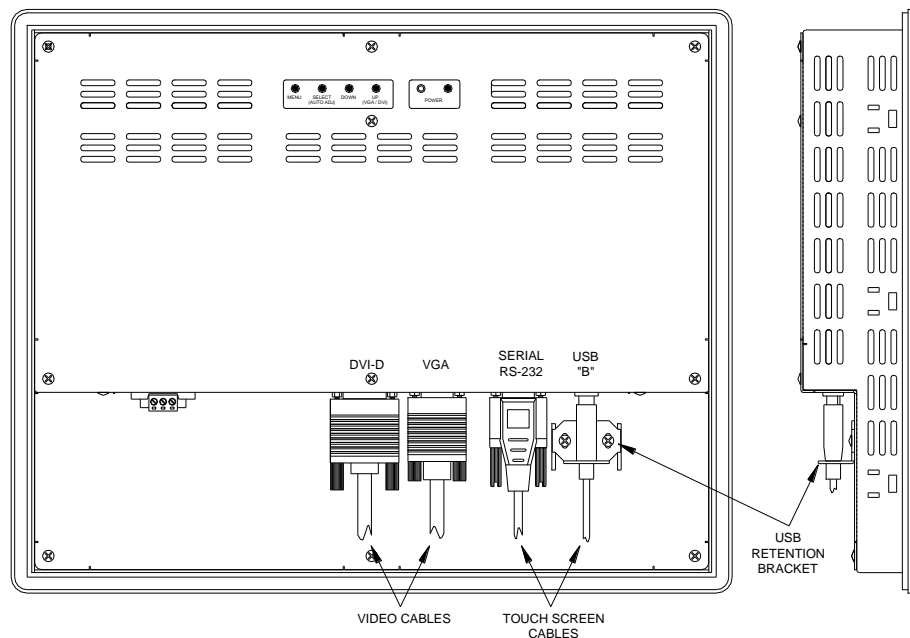 MENU
SELECT
(AUTO ADJ)
DOWN
UP
(VGA / DVI)
POWER
DVI-D
VGA
SERIAL
RS-232
USB
"B"
USB
RETENTION
BRACKET
VIDEO CABLES
TOUCH SCREEN
CABLES